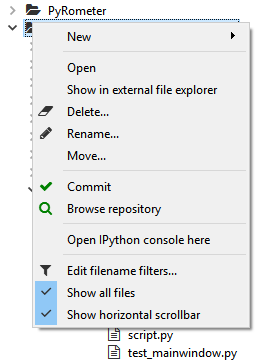 PyRometer
New
Open
Show in external file explorer
Delete...
Rename...
Move...
Commit
Browse repository
Open IPython console here
Edit filename filters...
Show all files
Show horizontal scrollbar
script.py
test_mainwindow.py